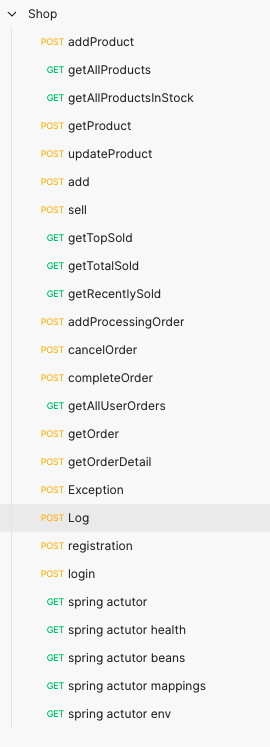 Shop
POST addProduct
GET getAllProducts
GET getAllProductsInStock
POST getProduct
POST updateProduct
POST add
POST sell
GET getTopSold
GET getTotalSold
GET getRecentlySold
POST addProcessingOrder
POST cancelOrder
POST completeOrder
GET getAllUserOrders
POST getOrder
POST getOrderDetail
POST Exception
POST Log
POST registration
POST login
GET spring actutor
GET spring actutor health
GET spring actutor beans
GET spring actutor mappings
GET spring actutor env